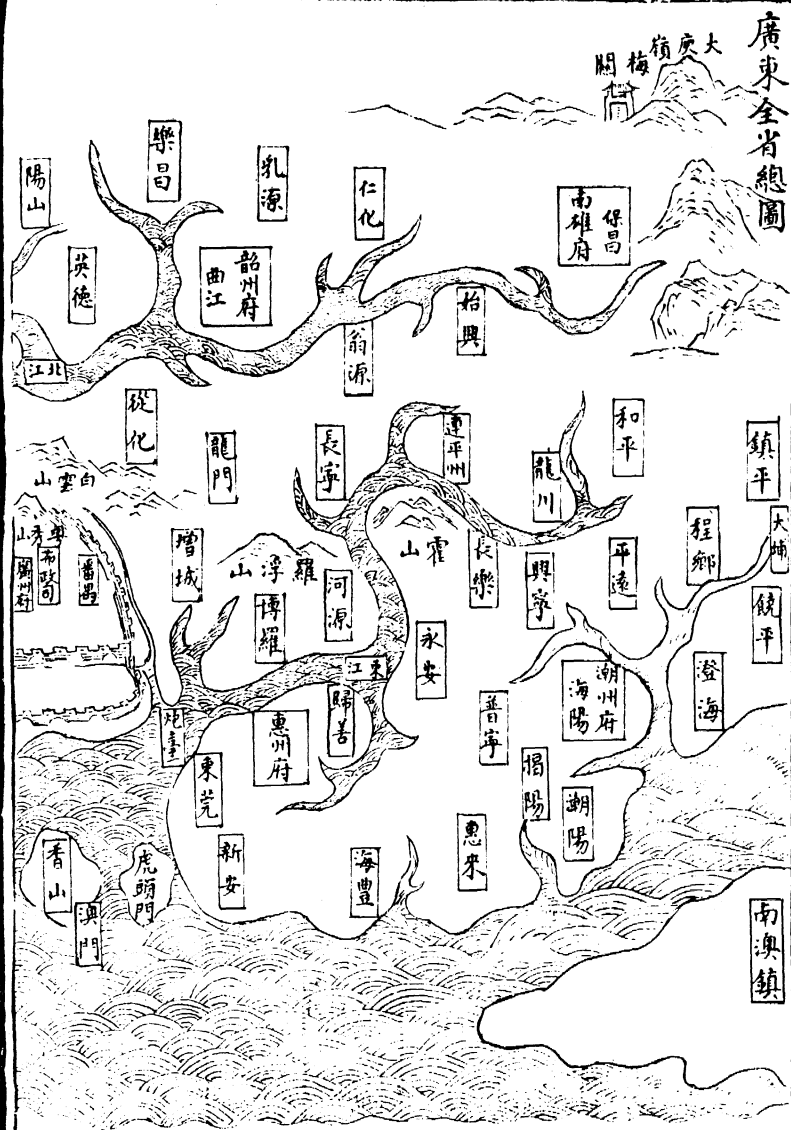 廣東全省總圖
大庾嶺
梅關
保昌
南雄府
仁化
乳源
樂昌
陽山
韶州府
曲江
英德
始興
翁源
北江
鎮平
和平
龍川
連平州
長寧
龍門
從化
白雲山
大埔
程鄉
平遠
興寧
長樂
霍山
河源
羅浮山
博羅
增城
番禺
布政司
廣州府
粵秀山
饒平
澄海
潮州府
海陽
普寧
永安
東江
歸善
惠州府
炮臺
東莞
揭陽
潮陽
惠來
海豐
新安
虎頭門
香山
澳門
南澳鎮